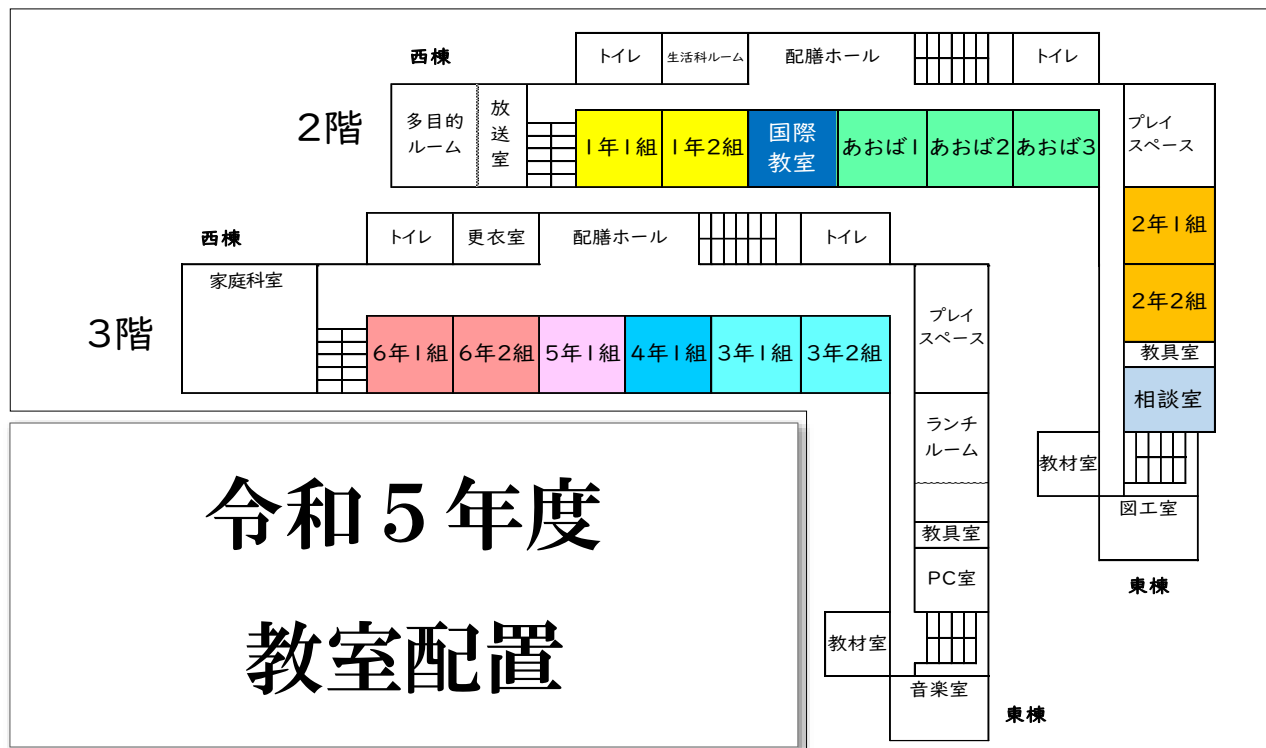 西棟
トイレ
生活科ルーム
配膳ホール
トイレ
2階
多目的
ルーム
放
送
室
1年1組
1年2組
国際
教室
あおば1
あおば2
あおば3
プレイ
スペース
2年1組
2年2組
教具室
相談室
教材室
図工室
東棟
西棟
トイレ
更衣室
配膳ホール
トイレ
3階
家庭科室
6年1組
6年2組
5年1組
4年1組
3年1組
3年2組
プレイ
スペース
ランチ
ルーム
教具室
PC室
教材室
音楽室
東棟
令和5年度
教室配置